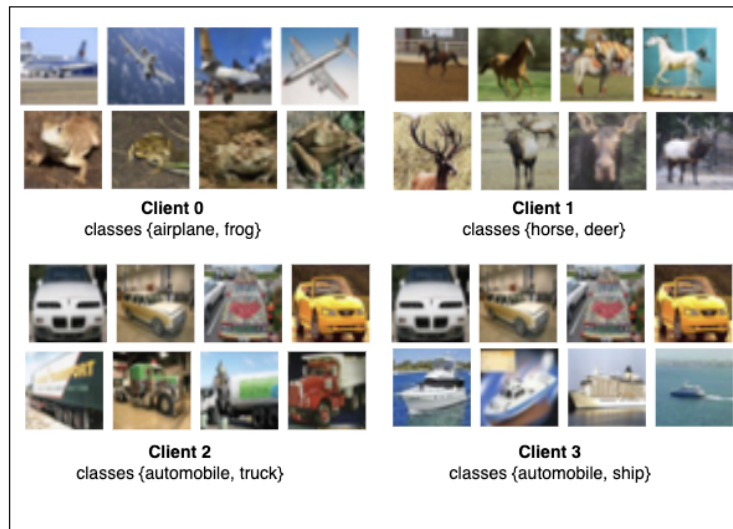 Client 0
classes {airplane, frog}
Client 1
classes {horse, deer}
Client 2
classes {automobile, truck}
Client 3
classes {automobile, ship}